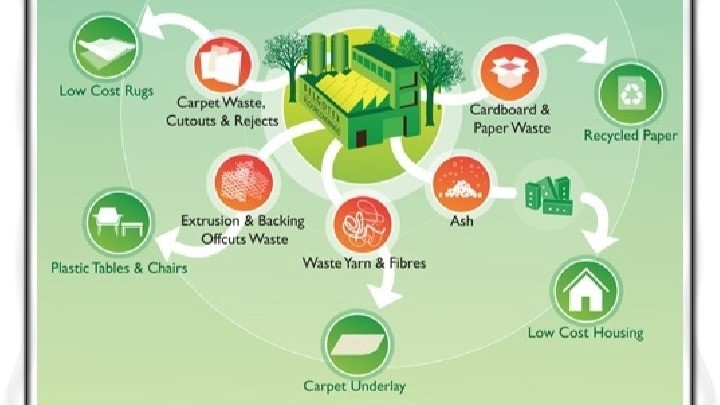 Low Cost Rugs
Carpet Waste,
Cutouts & Rejects
Cardboard &
Paper Waste
Recycled Paper
Extrusion & Backing
Offcuts Waste
Ash
Plastic Tables & Chairs
Waste Yarn & Fibres
Low Cost Housing
Carpet Underlay